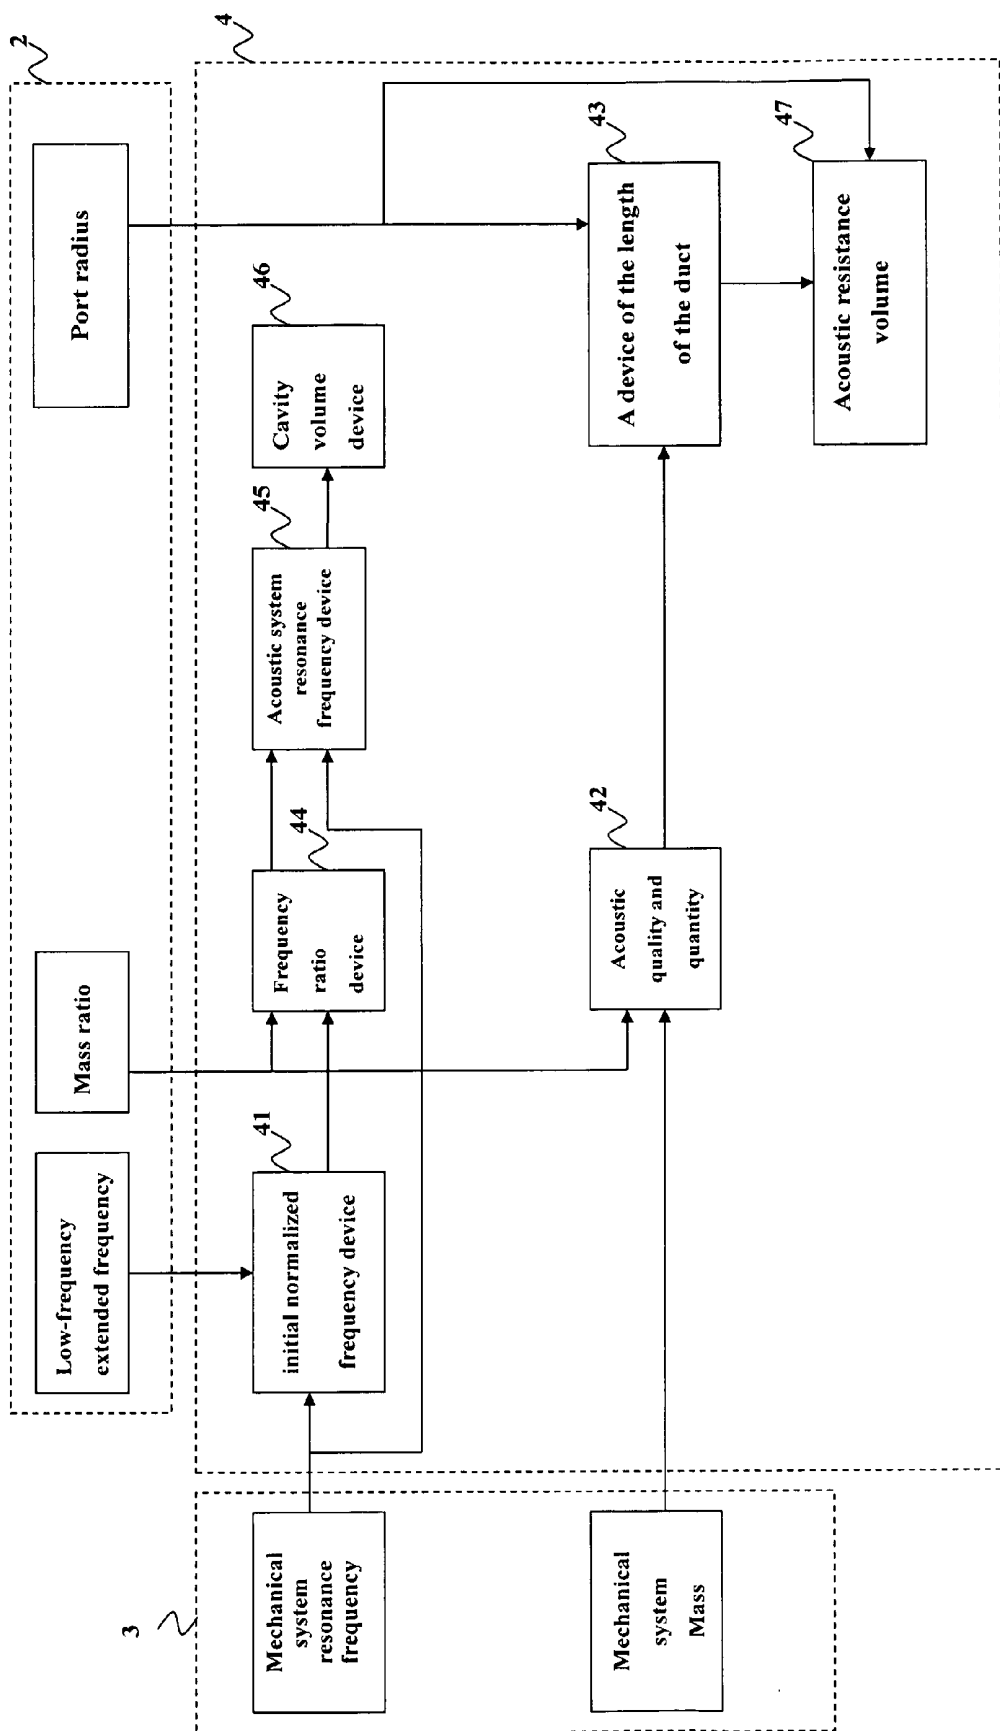 2
Low-frequency
extended frequency
Mass ratio
Port radius
4
3
Mechanical
system
resonance
frequency
41
initial normalized
frequency device
44
Frequency
ratio
device
45
Acoustic system
resonance
frequency device
46
Cavity
volume
device
Mechanical
system
Mass
42
Acoustic
quality and
quantity
43
A device of the length
of the duct
47
Acoustic resistance
volume